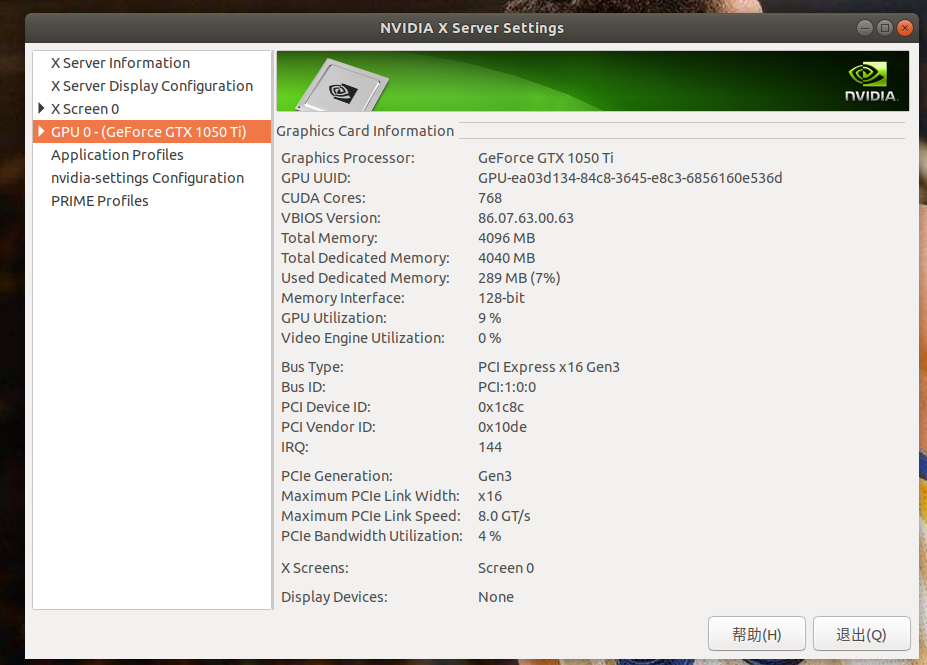 NVIDIA X Server Settings
X Server Information
X Server Display Configuration
X Screen 0
GPU 0 - (GeForce GTX 1050 Ti)
Application Profiles
nvidia-settings Configuration
PRIME Profiles
NVIDIA.
Graphics Card Information
Graphics Processor: GeForce GTX 1050 Ti
GPU UUID: GPU-ea03d134-84c8-3645-e8c3-6856160e536d
CUDA Cores: 768
VBIOS Version: 86.07.63.00.63
Total Memory: 4096 MB
Total Dedicated Memory: 4040 MB
Used Dedicated Memory: 289 MB (7%)
Memory Interface: 128-bit
GPU Utilization: 9 %
Video Engine Utilization: 0 %
Bus Type: PCI Express x16 Gen3
Bus ID: PCI:1:0:0
PCI Device ID: 0x1c8c
PCI Vendor ID: 0x10de
IRQ: 144
PCIe Generation: Gen3
Maximum PCIe Link Width: x16
Maximum PCIe Link Speed: 8.0 GT/s
PCIe Bandwidth Utilization: 4 %
X Screens: Screen 0
Display Devices: None
帮助(H)
退出(Q)